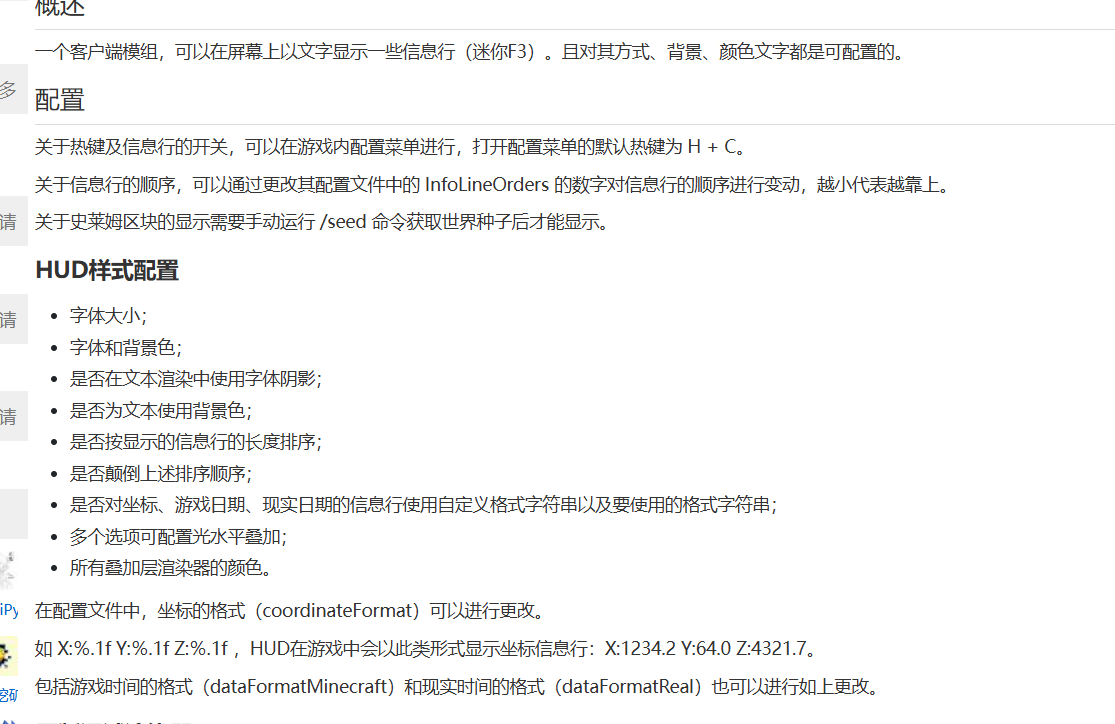 概述
一个客户端模组，可以在屏幕上以文字显示一些信息行（迷你F3）。且对其方式、背景、颜色文字都是可配置的。
多
配置
关于热键及信息行的开关，可以在游戏内配置菜单进行，打开配置菜单的默认热键为 H + C。
关于信息行的顺序，可以通过更改其配置文件中的 InfoLineOrders 的数字对信息行的顺序进行变动，越小代表越靠上。
请
关于史莱姆区块的显示需要手动运行 /seed 命令获取世界种子后才能显示。
HUD样式配置
• 字体大小；
请
• 字体和背景色；
• 是否在文本渲染中使用字体阴影；
• 是否为文本使用背景色；
请
• 是否按显示的信息行的长度排序；
• 是否颠倒上述排序顺序；
• 是否对坐标、游戏日期、现实日期的信息行使用自定义格式字符串以及要使用的格式字符串；
• 多个选项可配置光水平叠加；
• 所有叠加层渲染器的颜色。
iPy
在配置文件中，坐标的格式（coordinateFormat）可以进行更改。
如 X:%.1f Y:%.1f Z:%.1f ，HUD在游戏中会以此类形式显示坐标信息行：X:1234.2 Y:64.0 Z:4321.7。
挖矿
包括游戏时间的格式（dataFormatMinecraft）和现实时间的格式（dataFormatReal）也可以进行如上更改。